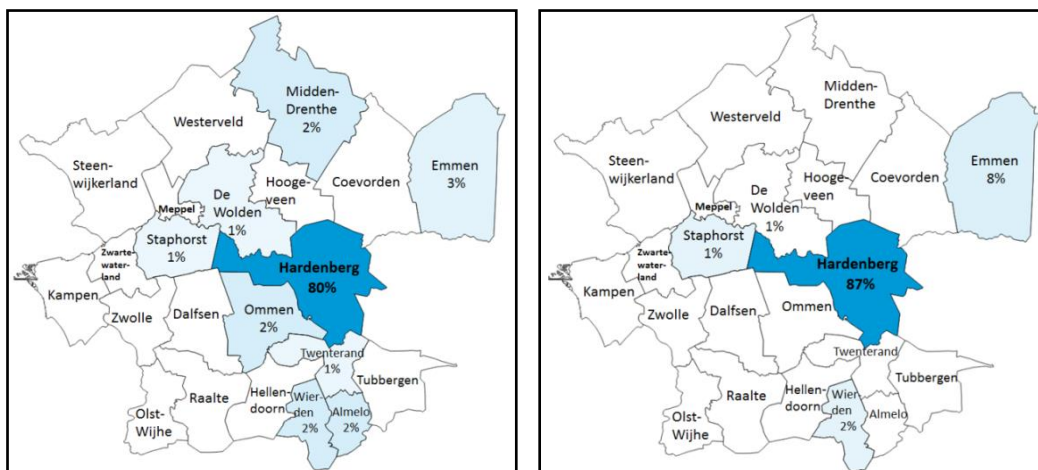 Midden-
Drenthe
2%
Westerveld
Emmen
3%
Steen-
wijkerland
De
Wolden
1%
Hooge-
veen
Coevorden
Meppel
Staphorst
1%
Zwarte-
water-
land
Hardenberg
80%
Kampen
Zwolle
Dalfsen
Ommen
2%
Twenterand
1%
Tubbergen
Hellen-
doorn
Raalte
Wier-
den
2%
Almelo
2%
Olst-
Wijhe
Midden-
Drenthe
Westerveld
Emmen
8%
Steen-
wijkerland
De
Wolden
1%
Hooge-
veen
Coevorden
Meppel
Staphorst
1%
Zwarte-
water-
land
Hardenberg
87%
Kampen
Zwolle
Dalfsen
Ommen
Twenterand
Tubbergen
Hellen-
doorn
Raalte
Wier-
den
2%
Almelo
Olst-
Wijhe